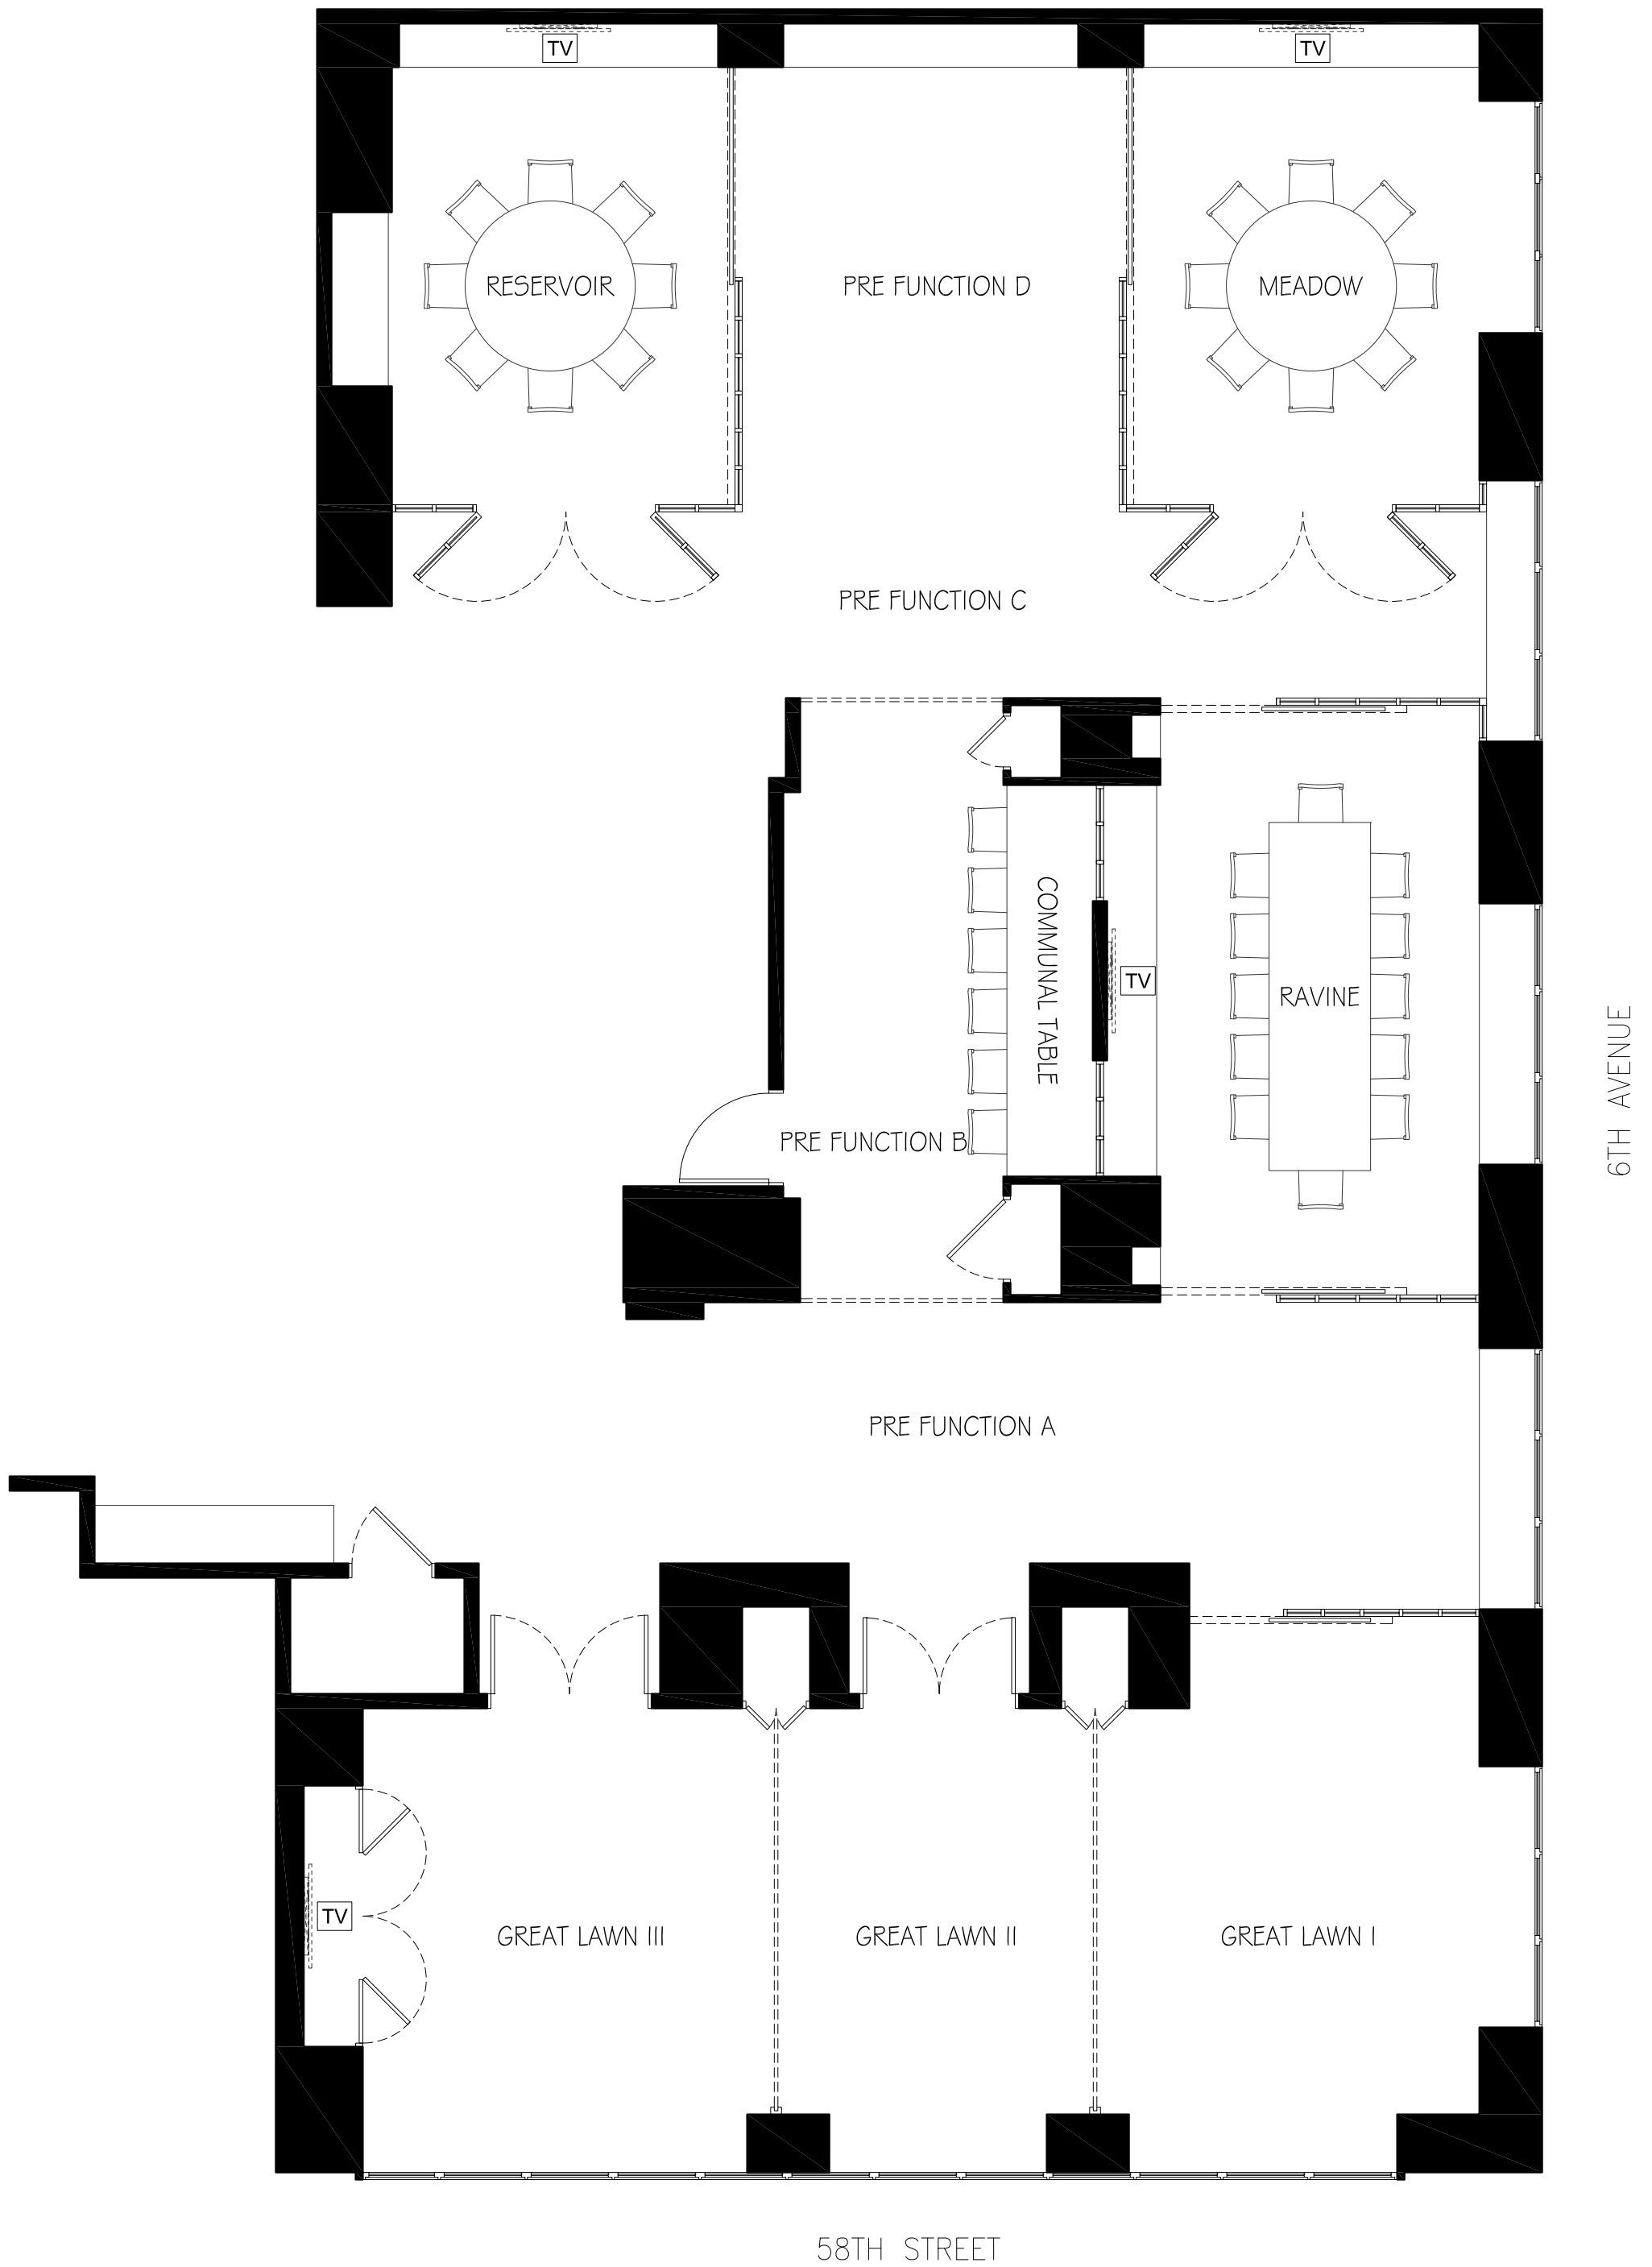 TV
TV
RESERVOIR
PRE FUNCTION D
MEADOW
PRE FUNCTION C
COMMUNAL TABLE
TV
RAVINE
6TH AVENUE
PRE FUNCTION B
PRE FUNCTION A
TV
GREAT LAWN III
GREAT LAWN II
GREAT LAWN I
58TH STREET